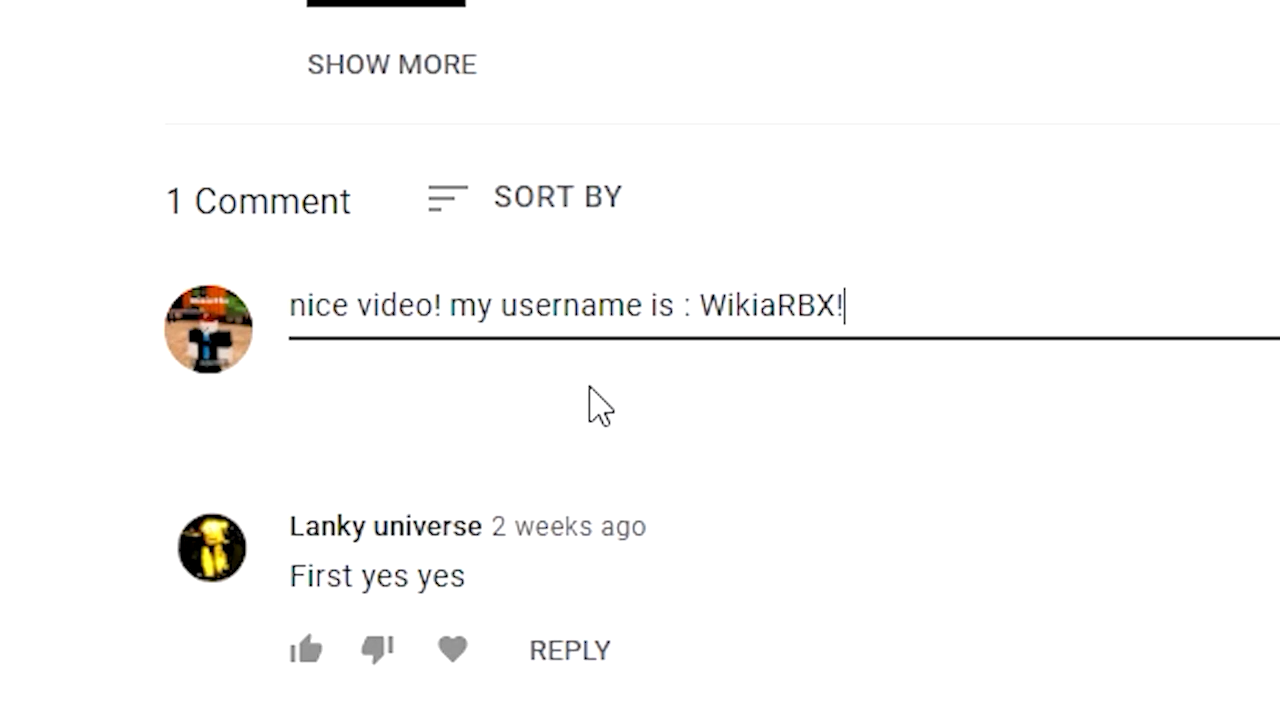 SHOW MORE
1 Comment SORT BY
nice video! my username is : WikiaRBX!
Lanky universe 2 weeks ago
First yes yes
REPLY